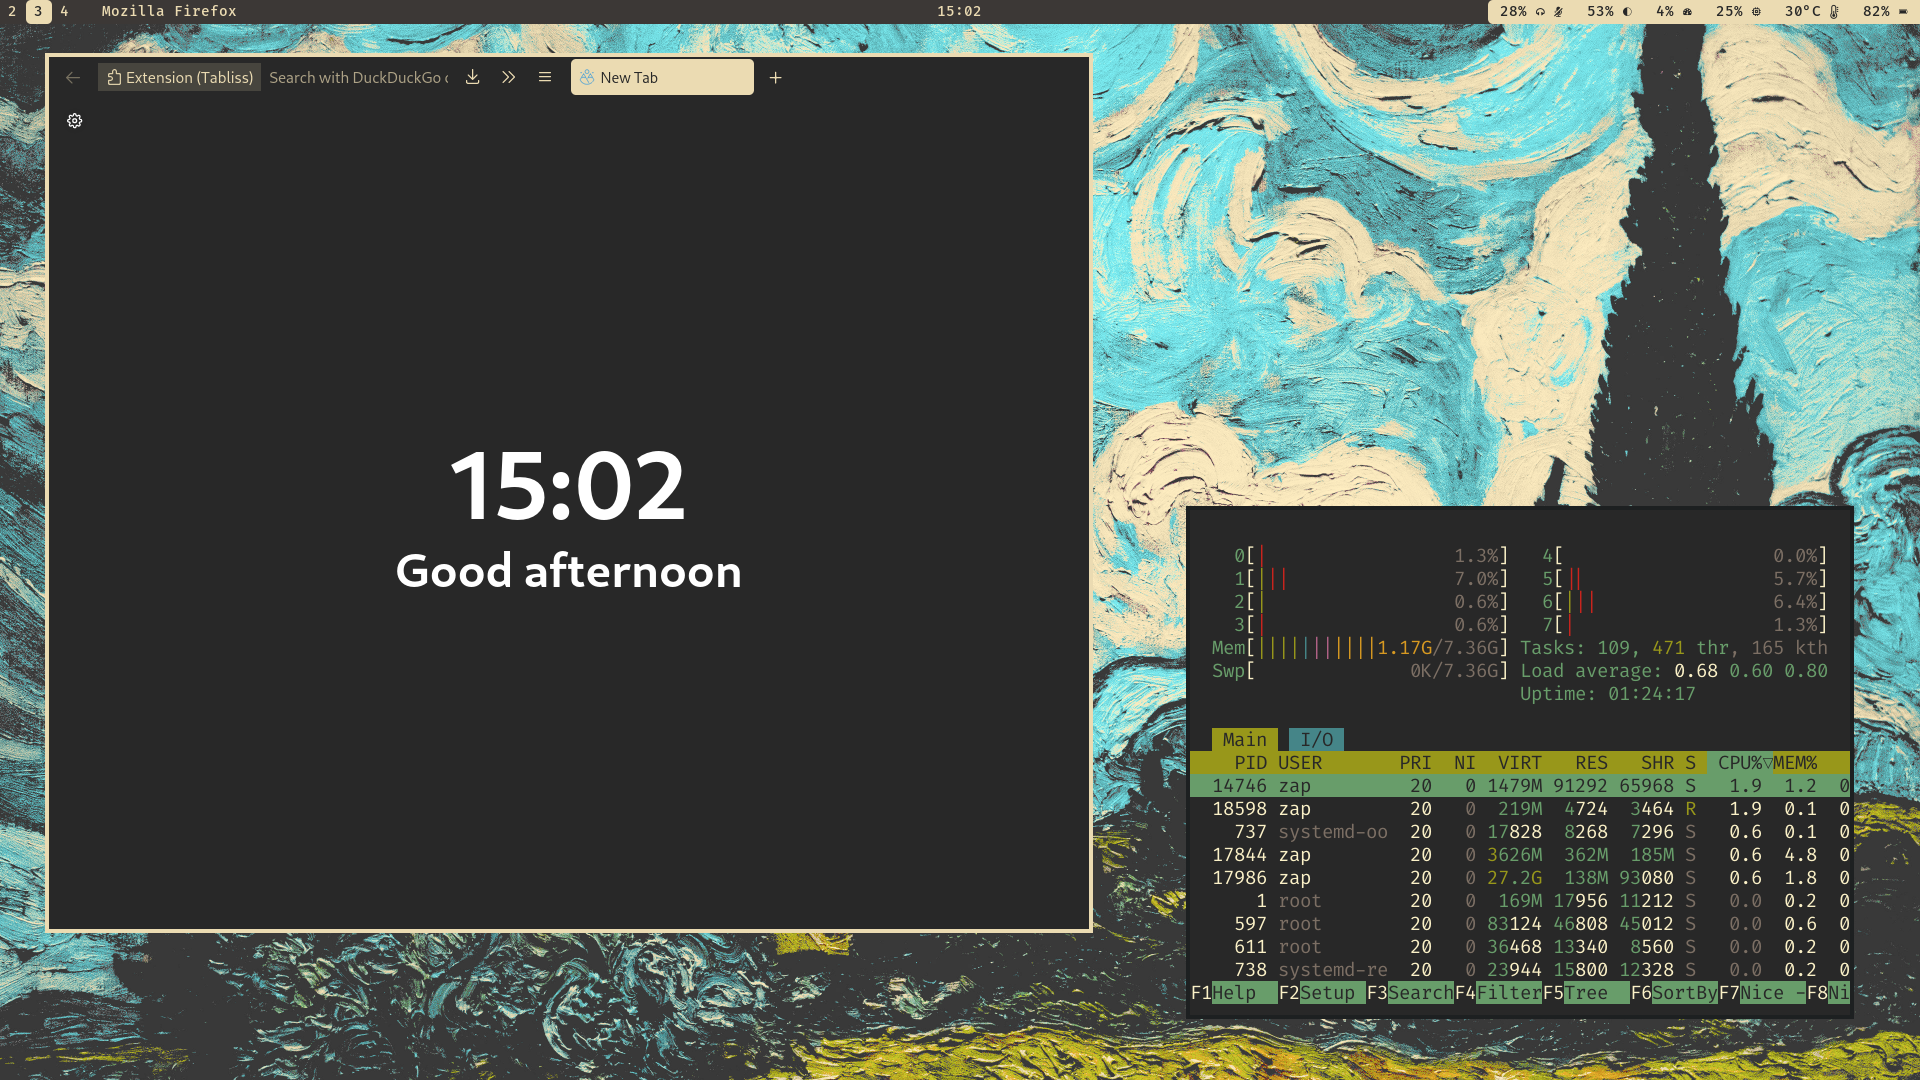 2 3 4 Mozilla Firefox 15:02 28% 53% 4% 25% 30°C 82%
Extension (Tabliss) Search with DuckDuckGo New Tab
15:02
Good afternoon
0[| 1.3%] 4[ 0.0%]
1[||| 7.0%] 5[|| 5.7%]
2[| 0.6%] 6[||| 6.4%]
3[| 0.6%] 7[| 1.3%]
Mem[|||||||||||1.17G/7.36G] Tasks: 109, 471 thr, 165 kth
Swp[ 0K/7.36G] Load average: 0.68 0.60 0.80
Uptime: 01:24:17
Main I/O
PID USER PRI NI VIRT RES SHR S CPU%▽MEM%
14746 zap 20 0 1479M 91292 65968 S 1.9 1.2 0
18598 zap 20 0 219M 4724 3464 R 1.9 0.1 0
737 systemd-oo 20 0 17828 8268 7296 S 0.6 0.1 0
17844 zap 20 0 3626M 362M 185M S 0.6 4.8 0
17986 zap 20 0 27.2G 138M 93080 S 0.6 1.8 0
1 root 20 0 169M 17956 11212 S 0.0 0.2 0
597 root 20 0 83124 46808 45012 S 0.0 0.6 0
611 root 20 0 36468 13340 8560 S 0.0 0.2 0
738 systemd-re 20 0 23944 15800 12328 S 0.0 0.2 0
F1Help F2Setup F3SearchF4FilterF5Tree F6SortByF7Nice -F8Ni